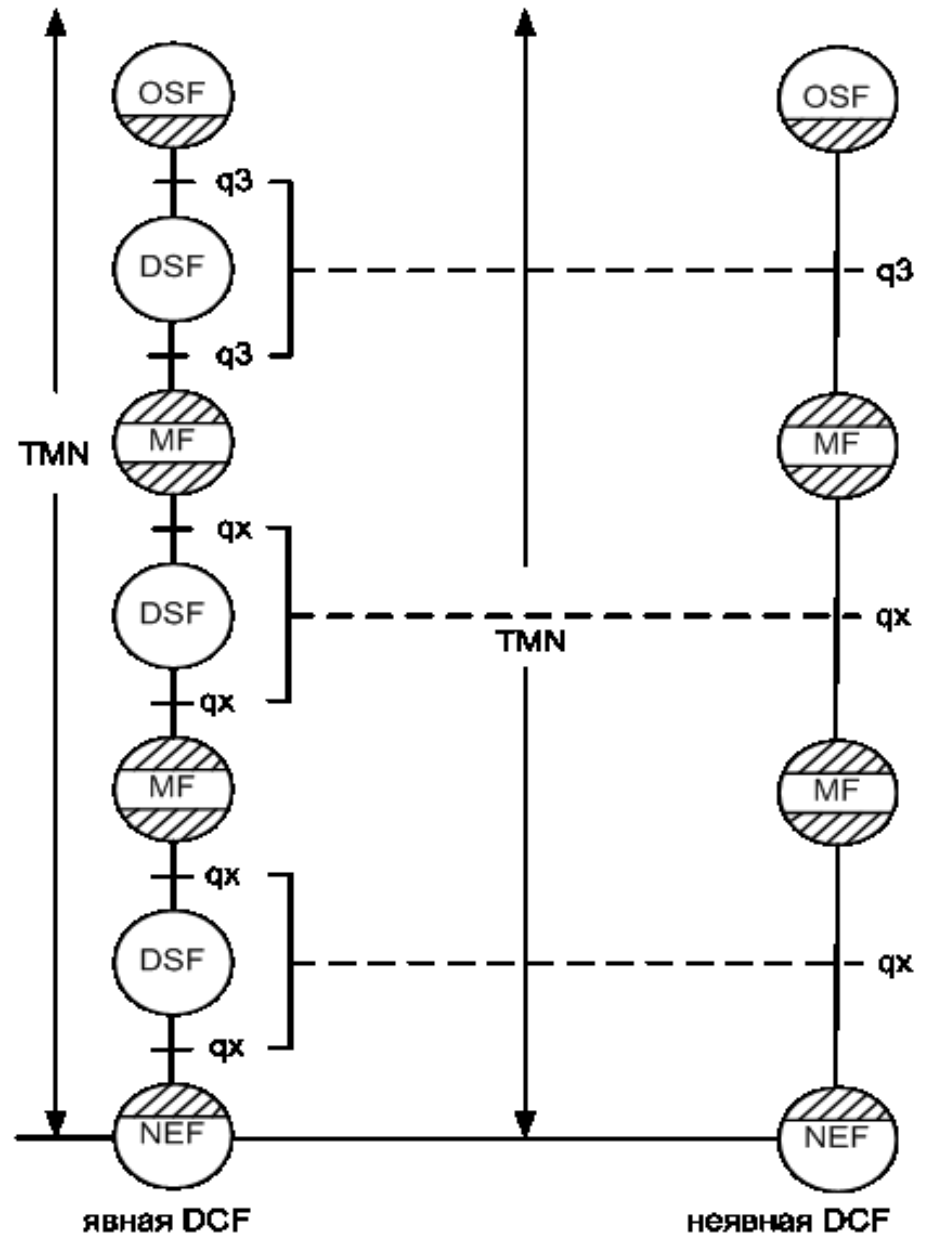 OSF
OSF
q3
DSF
q3
q3
MF
MF
TMN
qx
DSF
qx
TMN
qx
MF
MF
qx
DSF
qx
qx
NEF
NEF
явная DCF
неявная DCF